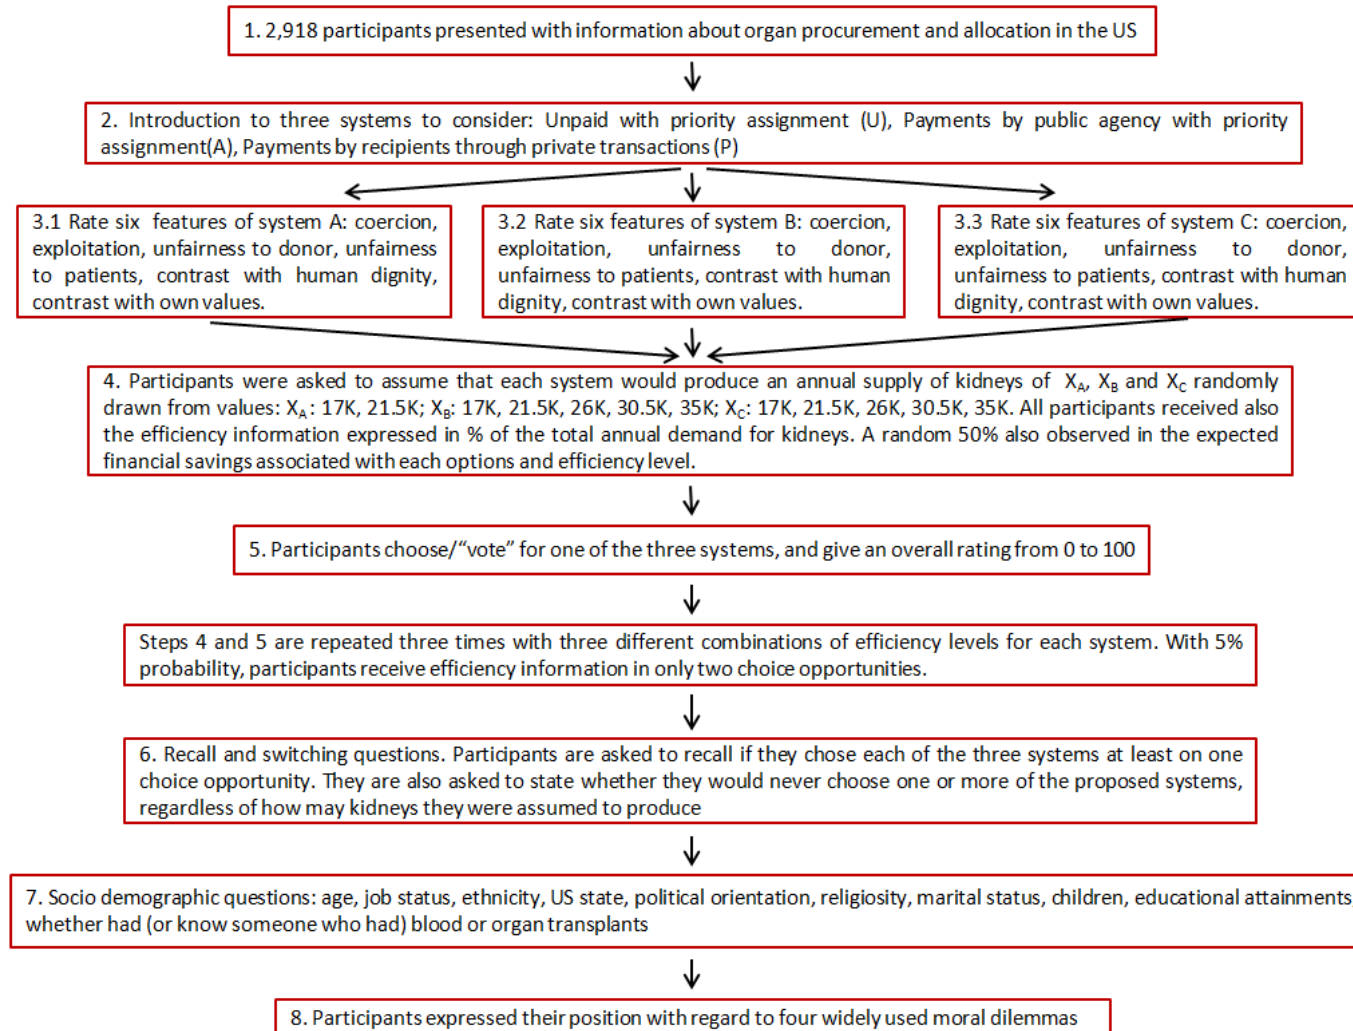 1. 2,918 participants presented with information about organ procurement and allocation in the US
2. Introduction to three systems to consider: Unpaid with priority assignment (U), Payments by public agency with priority
assignment(A), Payments by recipients through private transactions (P)
3.1 Rate six features of system A: coercion,
exploitation, unfairness to donor, unfairness
to patients, contrast with human dignity,
contrast with own values.
3.2 Rate six features of system B: coercion,
exploitation, unfairness to donor,
unfairness to patients, contrast with human
dignity, contrast with own values.
3.3 Rate six features of system C: coercion,
exploitation, unfairness to donor,
unfairness to patients, contrast with human
dignity, contrast with own values.
4. Participants were asked to assume that each system would produce an annual supply of kidneys of X_A, X_B and X_C randomly
drawn from values: X_A: 17K, 21.5K; X_B: 17K, 21.5K, 26K, 30.5K, 35K; X_C: 17K, 21.5K, 26K, 30.5K, 35K. All participants received also
the efficiency information expressed in % of the total annual demand for kidneys. A random 50% also observed in the expected
financial savings associated with each options and efficiency level.
5. Participants choose/“vote” for one of the three systems, and give an overall rating from 0 to 100
Steps 4 and 5 are repeated three times with three different combinations of efficiency levels for each system. With 5%
probability, participants receive efficiency information in only two choice opportunities.
6. Recall and switching questions. Participants are asked to recall if they chose each of the three systems at least on one
choice opportunity. They are also asked to state whether they would never choose one or more of the proposed systems,
regardless of how may kidneys they were assumed to produce
7. Socio demographic questions: age, job status, ethnicity, US state, political orientation, religiosity, marital status, children, educational attainments,
whether had (or know someone who had) blood or organ transplants
8. Participants expressed their position with regard to four widely used moral dilemmas